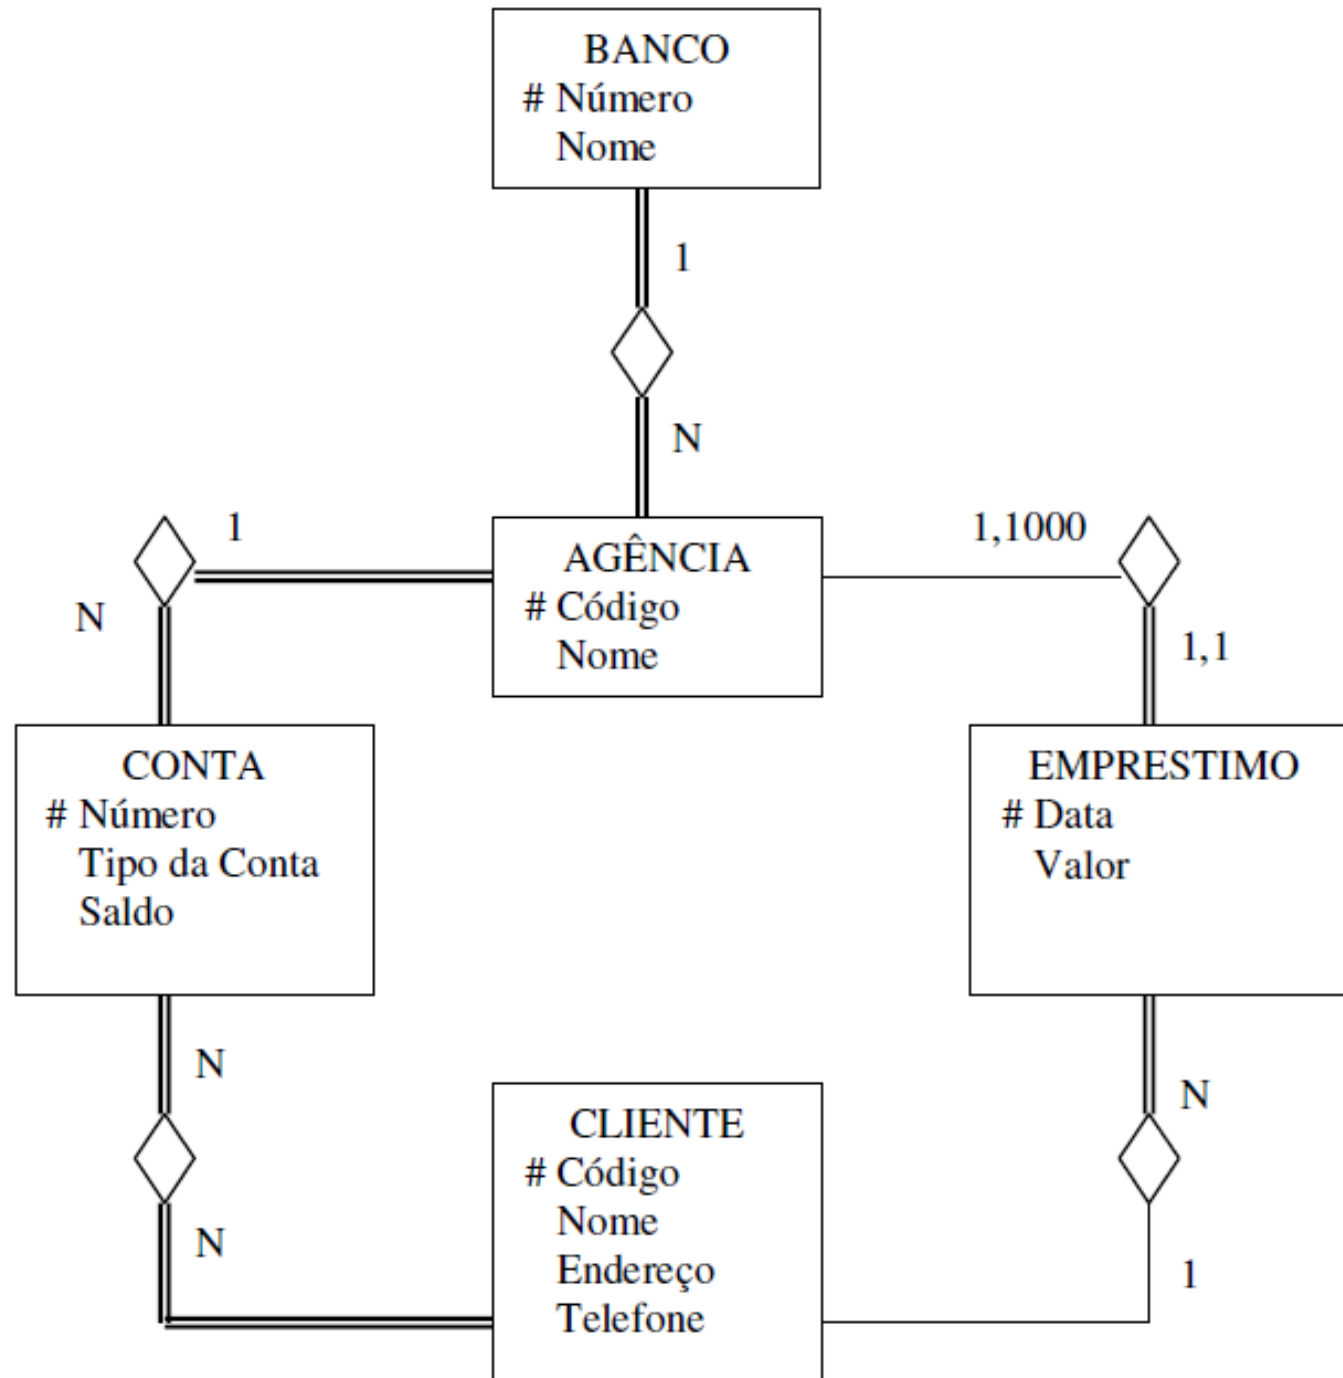 BANCO
# Número
Nome
1
N
1
1,1000
AGÊNCIA
# Código
Nome
N
1,1
CONTA
# Número
Tipo da Conta
Saldo
EMPRESTIMO
# Data
Valor
N
N
CLIENTE
# Código
Nome
Endereço
Telefone
N
1